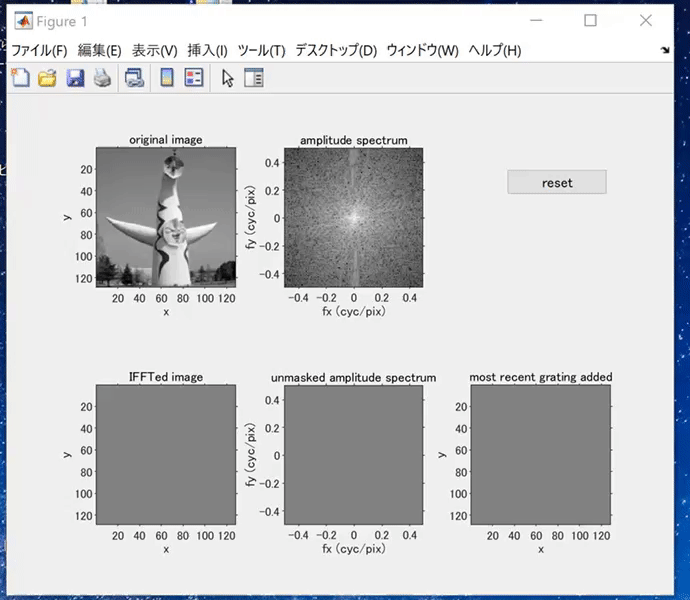 Figure 1
ファイル(F) 編集(E) 表示(V) 挿入(I) ツール(T) デスクトップ(D) ウィンドウ(W) ヘルプ(H)
original image
amplitude spectrum
reset
y
20
40
60
80
100
120
20 40 60 80 100 120
x
fy (cyc/pix)
0.4
0.2
0
-0.2
-0.4
-0.4 -0.2 0 0.2 0.4
fx (cyc/pix)
IFFTed image
unmasked amplitude spectrum
most recent grating added
y
20
40
60
80
100
120
20 40 60 80 100 120
x
fy (cyc/pix)
0.4
0.2
0
-0.2
-0.4
-0.4 -0.2 0 0.2 0.4
fx (cyc/pix)
y
20
40
60
80
100
120
20 40 60 80 100 120
x